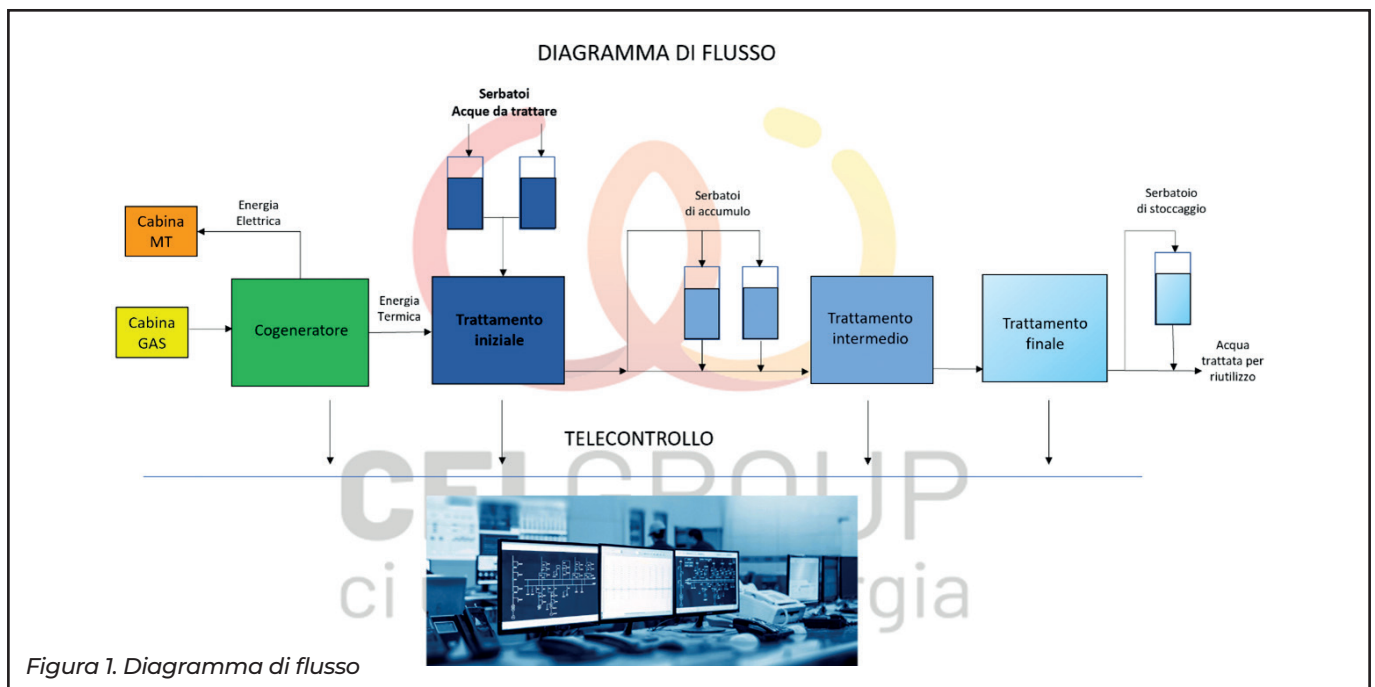 DIAGRAMMA DI FLUSSO
Serbatoi
Acque da trattare
Serbatoi
di accumulo
Serbatoio
di stoccaggio
Energia
Elettrica
Cabina
MT
Cabina
GAS
Cogeneratore
Energia
Termica
Trattamento
iniziale
Trattamento
intermedio
Trattamento
finale
Acqua
trattata per
riutilizzo
TELECONTROLLO
GROUP
ci
Figura 1. Diagramma di flusso